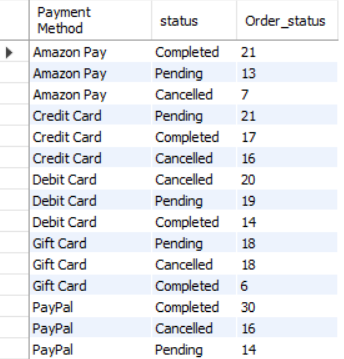 Payment Method status Order_status
Amazon Pay Completed 21
Amazon Pay Pending 13
Amazon Pay Cancelled 7
Credit Card Pending 21
Credit Card Completed 17
Credit Card Cancelled 16
Debit Card Cancelled 20
Debit Card Pending 19
Debit Card Completed 14
Gift Card Pending 18
Gift Card Cancelled 18
Gift Card Completed 6
PayPal Completed 30
PayPal Cancelled 16
PayPal Pending 14